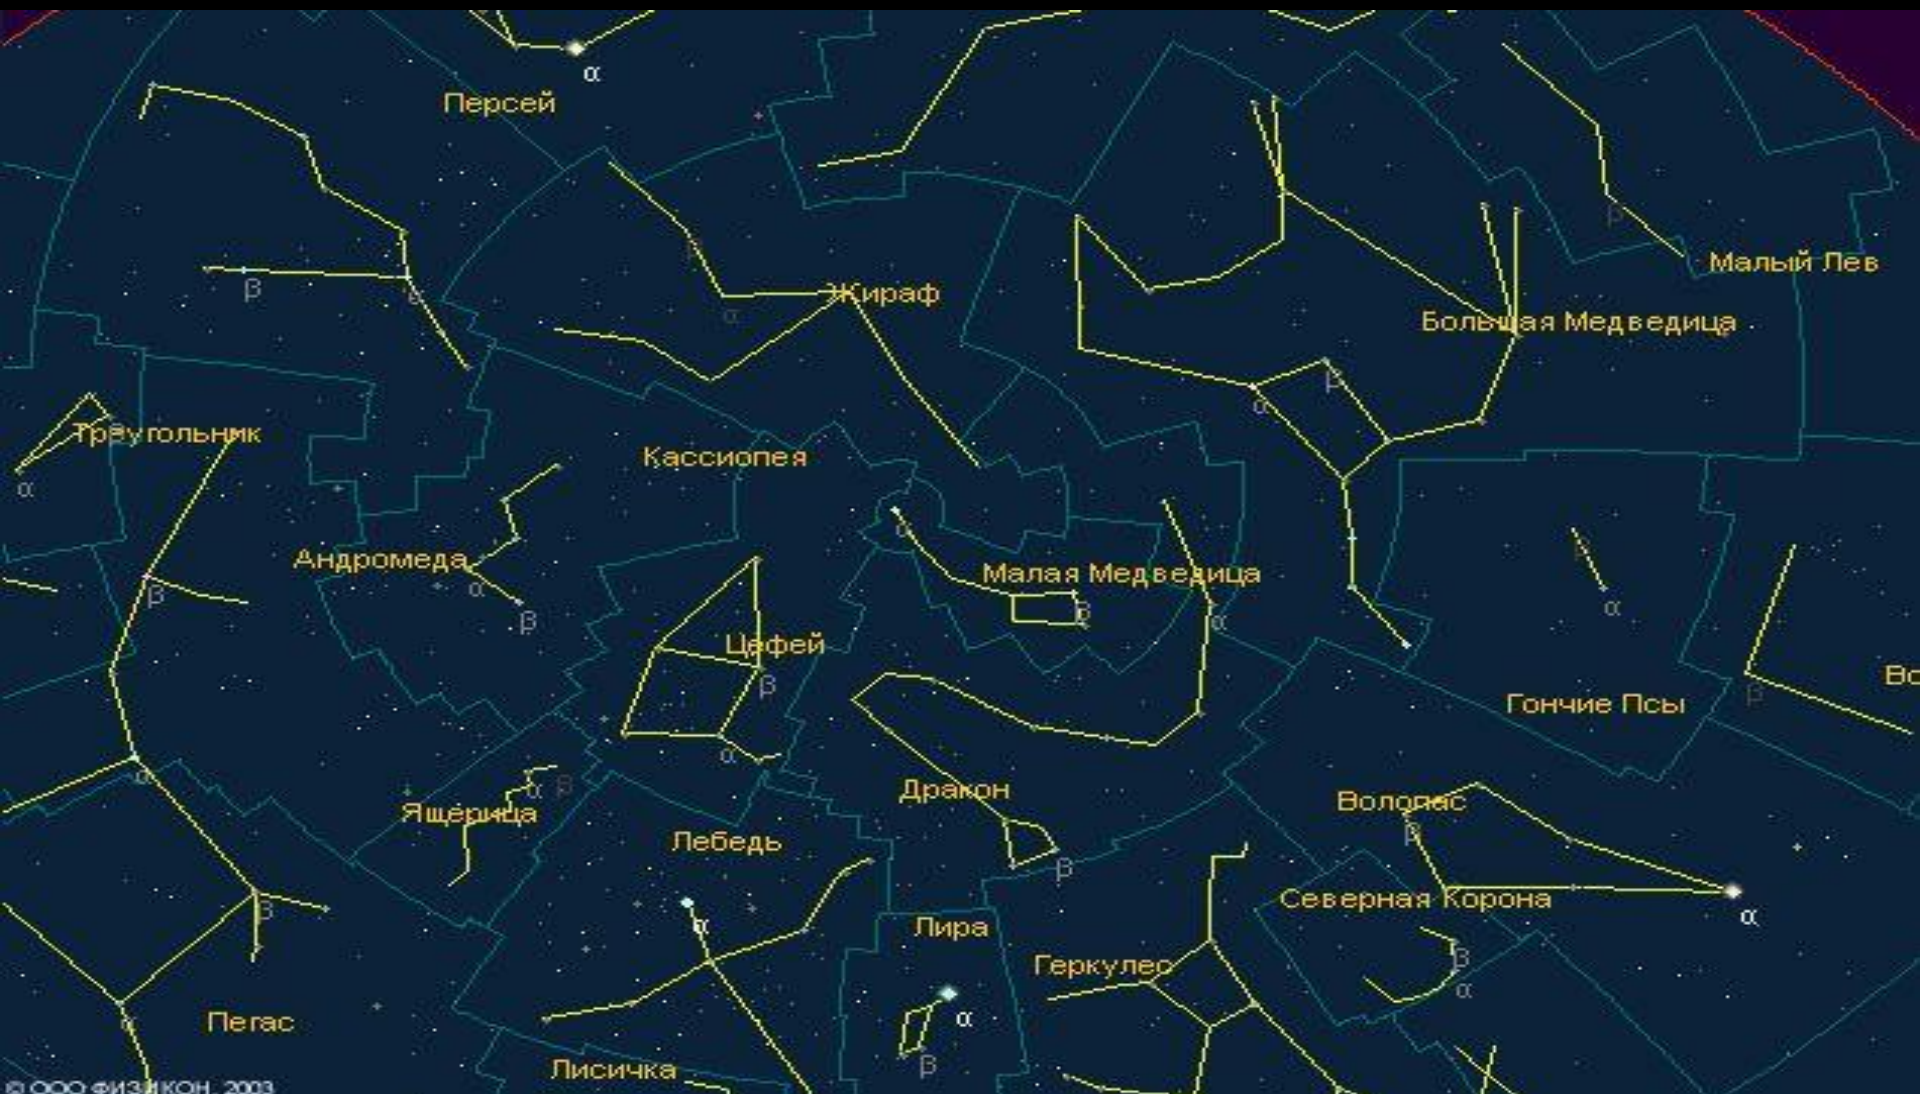 α
Персей
β
Малый Лев
β
Жираф
α
Большая Медведица
β
α
Треугольник
α
Кассиопея
Андромеда
α
β
Малая Медведица
β
α
α
β
Цефей
β
α
Гончие Псы
β
Во
α
Дракон
β
Волопас
β
α
Ящерица
α
β
Лебедь
α
Северная Корона
α
β
α
Лира
α
β
Геркулес
β
Пегас
α
Лисичка
© ООО ФИЗИКОН, 2003